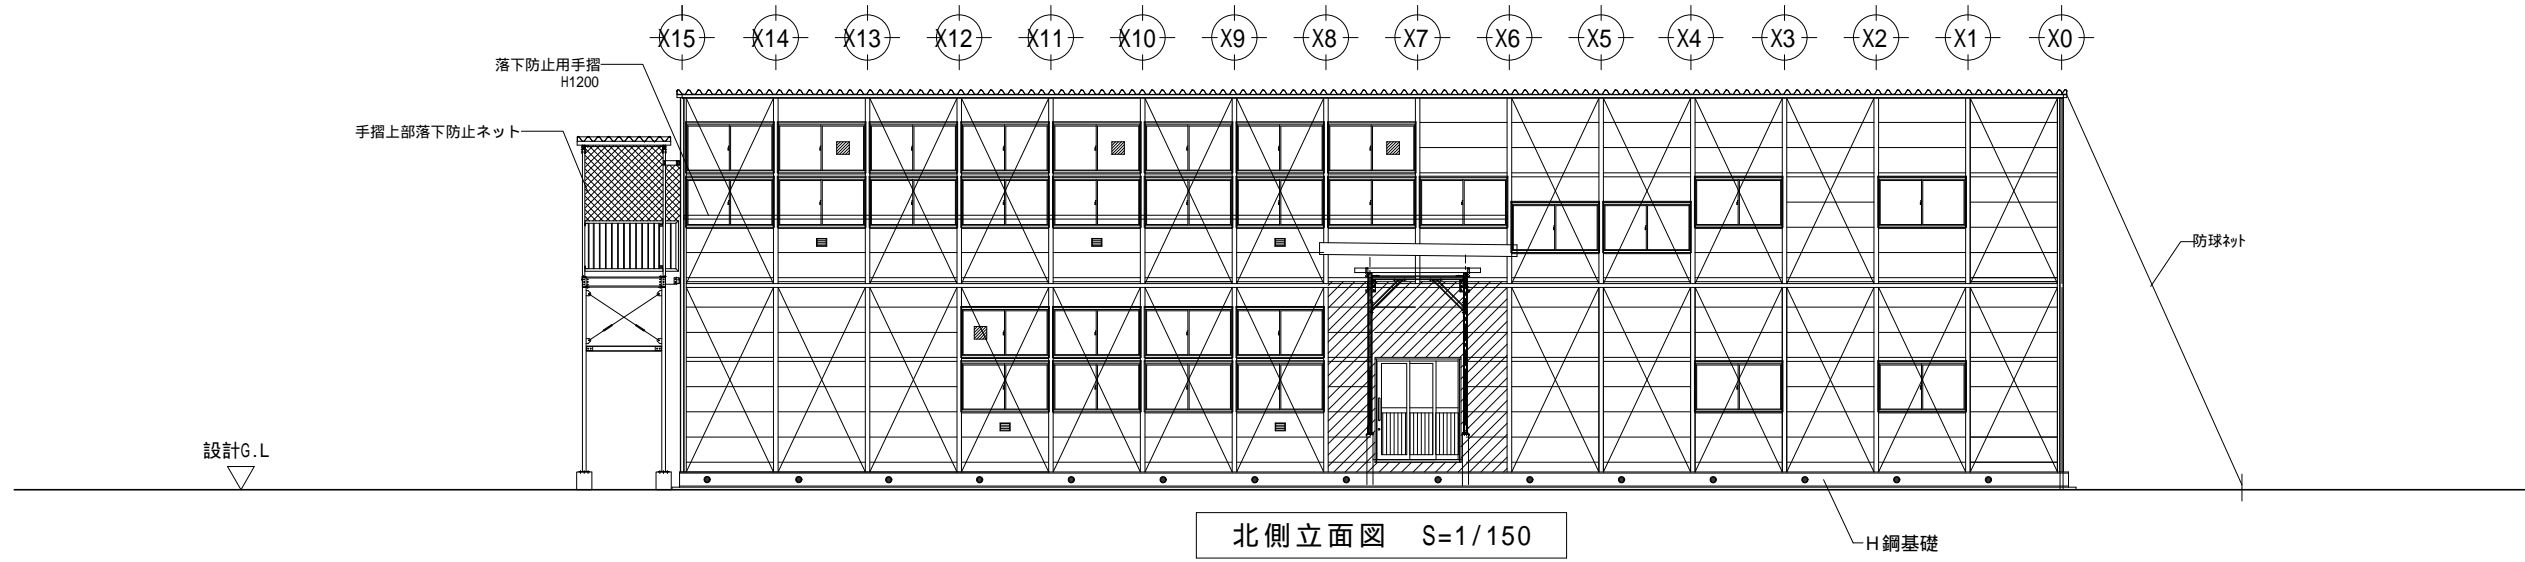 X15 X14 X13 X12 X11 X10 X9 X8 X7 X6 X5 X4 X3 X2 X1 X0
落下防止用手摺
H1200
手摺上部落下防止ネット
防球ネット
設計G.L
北側立面図 S=1/150
H鋼基礎